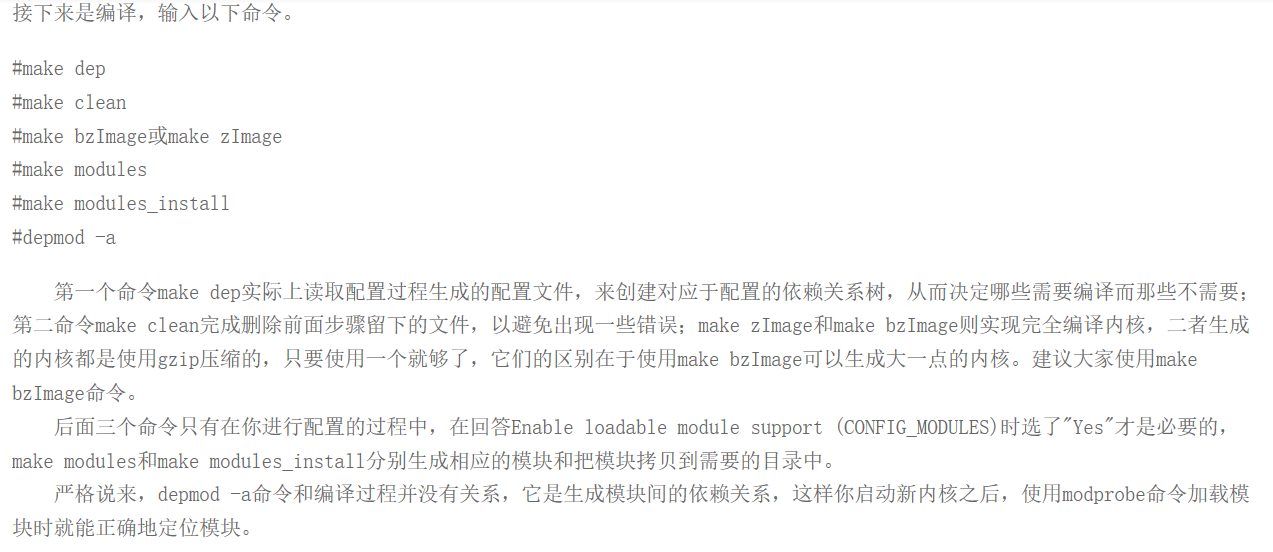 接下来是编译，输入以下命令。
#make dep
#make clean
#make bzImage或make zImage
#make modules
#make modules_install
#depmod -a
第一个命令make dep实际上读取配置过程生成的配置文件，来创建对应于配置的依赖关系树，从而决定哪些需要编译而那些不需要；
第二命令make clean完成删除前面步骤留下的文件，以避免出现一些错误；make zImage和make bzImage则实现完全编译内核，二者生成
的内核都是使用gzip压缩的，只要使用一个就够了，它们的区别在于使用make bzImage可以生成大一点的内核。建议大家使用make
bzImage命令。
后面三个命令只有在你进行配置的过程中，在回答Enable loadable module support (CONFIG_MODULES)时选了"Yes"才是必要的，
make modules和make modules_install分别生成相应的模块和把模块拷贝到需要的目录中。
严格说来，depmod -a命令和编译过程并没有关系，它是生成模块间的依赖关系，这样你启动新内核之后，使用modprobe命令加载模
块时就能正确地定位模块。